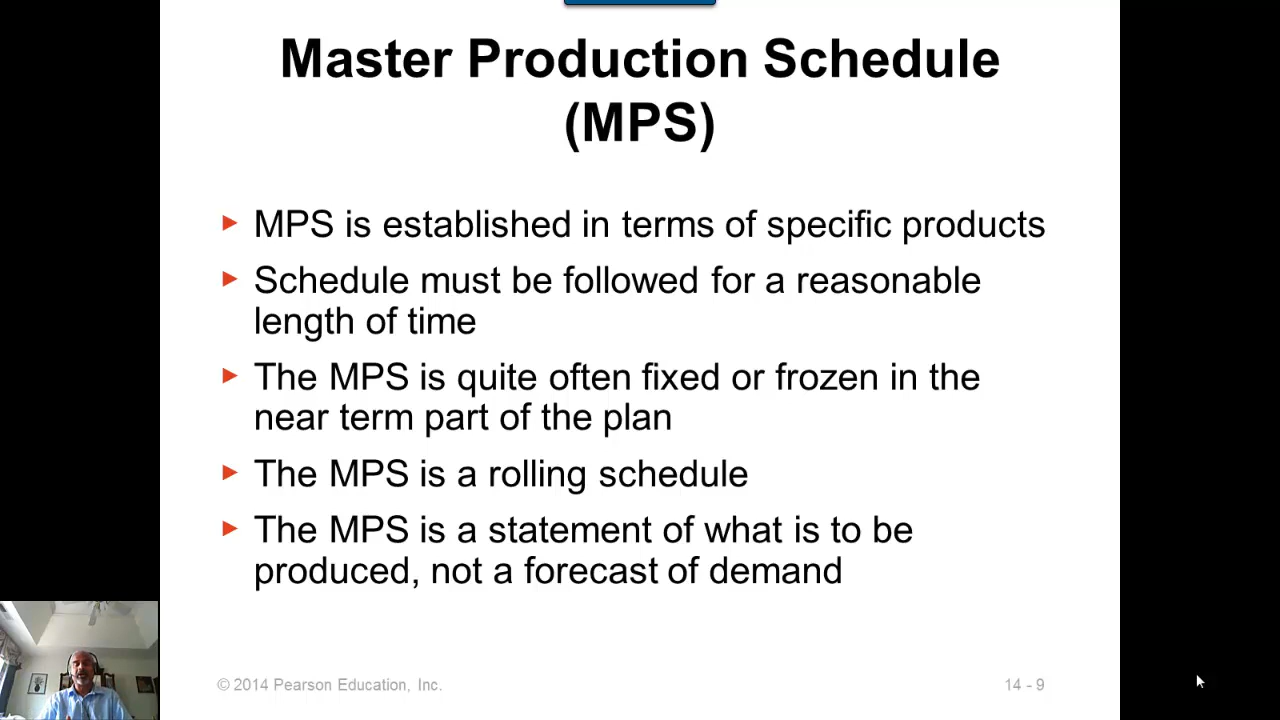 Master Production Schedule
(MPS)
MPS is established in terms of specific products
Schedule must be followed for a reasonable
length of time
The MPS is quite often fixed or frozen in the
near term part of the plan
The MPS is a rolling schedule
The MPS is a statement of what is to be
produced, not a forecast of demand
© 2014 Pearson Education, Inc.
14 - 9